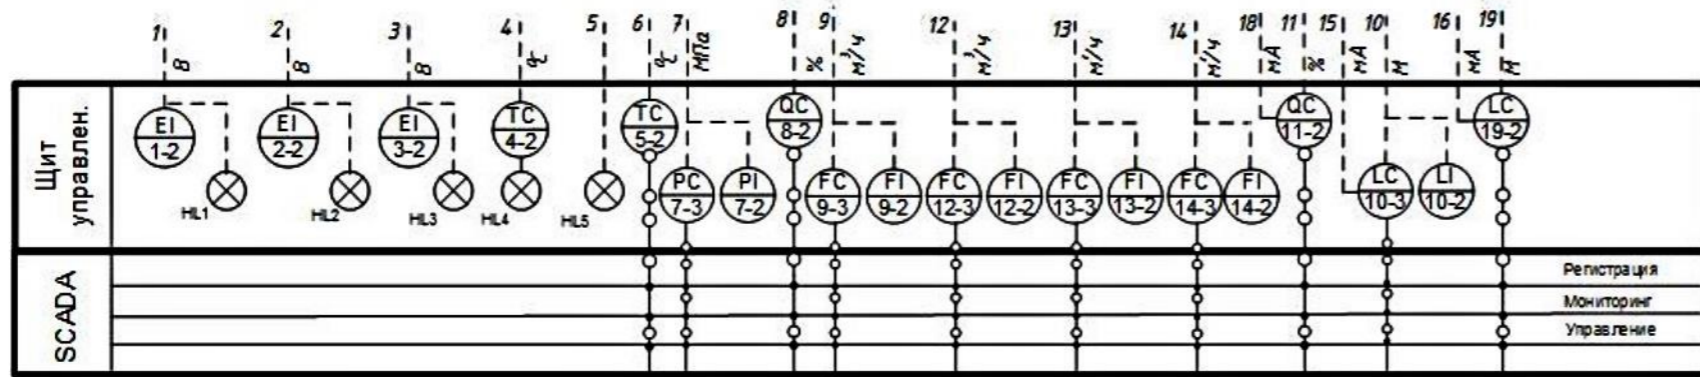 1 2 3 4 5 6 7 8 9 12 13 14 18 11 15 10 16 19
В В В °С °С МПа % м³/ч м³/ч м³/ч м³/ч мА % мА М мА М
Щит
управлен.
EI
1-2
EI
2-2
EI
3-2
TC
4-2
TC
5-2
QC
8-2
QC
11-2
LC
19-2
PC
7-3
PI
7-2
FC
9-3
FI
9-2
FC
12-3
FI
12-2
FC
13-3
FI
13-2
FC
14-3
FI
14-2
LC
10-3
LI
10-2
HL1
HL2
HL3
HL4
HL5
SCADA
Регистрация
Мониторинг
Управление